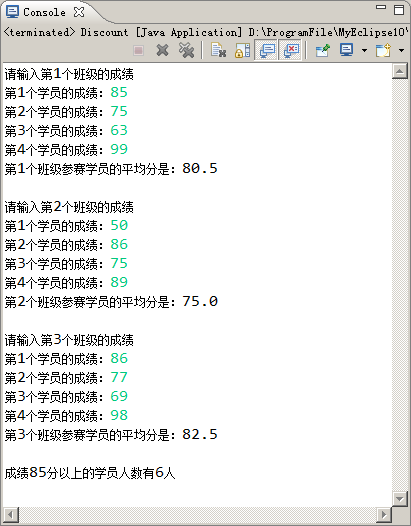 Console
<terminated> Discount [Java Application] D:\ProgramFile\MyEclipse10\
请输入第1个班级的成绩
第1个学员的成绩：85
第2个学员的成绩：75
第3个学员的成绩：63
第4个学员的成绩：99
第1个班级参赛学员的平均分是：80.5
请输入第2个班级的成绩
第1个学员的成绩：50
第2个学员的成绩：86
第3个学员的成绩：75
第4个学员的成绩：89
第2个班级参赛学员的平均分是：75.0
请输入第3个班级的成绩
第1个学员的成绩：86
第2个学员的成绩：77
第3个学员的成绩：69
第4个学员的成绩：98
第3个班级参赛学员的平均分是：82.5
成绩85分以上的学员人数有6人